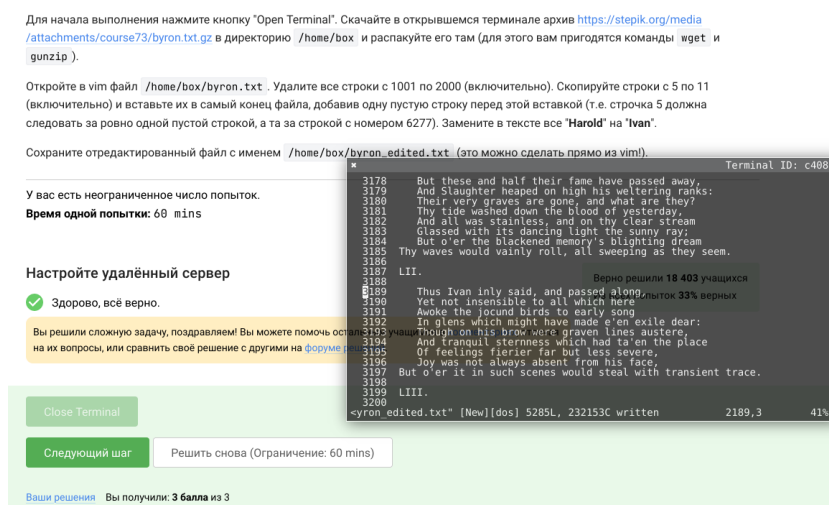 Для начала выполнения нажмите кнопку "Open Terminal". Скачайте в открывшемся терминале архив https://stepik.org/media
/attachments/course73/byron.txt.gz в директорию /home/box и распакуйте его там (для этого вам пригодятся команды wget и
gunzip ).
Откройте в vim файл /home/box/byron.txt . Удалите все строки с 1001 по 2000 (включительно). Скопируйте строки с 5 по 11
(включительно) и вставьте их в самый конец файла, добавив одну пустую строку перед этой вставкой (т.е. строчка 5 должна
следовать за ровно одной пустой строкой, а та за строкой с номером 6277). Замените в тексте все "Harold" на "Ivan".
Сохраните отредактированный файл с именем /home/box/byron_edited.txt (это можно сделать прямо из vim!).
У вас есть неограниченное число попыток.
Время одной попытки: 60 mins
Настройте удалённый сервер
Верно решили 18 403 учащихся
попыток 33% верных
Здорово, всё верно.
Вы решили сложную задачу, поздравляем! Вы можете помочь
на их вопросы, или сравнить своё решение с другими на форуме
Terminal ID: c408
3178 But these and half their fame have passed away,
3179 And Slaughter heaped on high his weltering ranks:
3180 Their very graves are gone, and what are they?
3181 Thy tide washed down the blood of yesterday,
3182 And all was stainless, and on thy clear stream
3183 Glassed with its dancing light the sunny ray;
3184 But o'er the blackened memory's blighting dream
3185 Thy waves would vainly roll, all sweeping as they seem.
3186
3187 LII.
3188
3189 Thus Ivan inly said, and passed along,
3190 Yet not insensible to all which here
3191 Awoke the jocund birds to early song
3192 In glens which might have made e'en exile dear:
3193 Though on his brow were graven lines austere,
3194 And tranquil sternness which had ta'en the place
3195 Of feelings fierier far but less severe,
3196 Joy was not always absent from his face,
3197 But o'er it in such scenes would steal with transient trace.
3198
3199 LIII.
3200
<yron_edited.txt" [New][dos] 5285L, 232153C written 2189,3 41%
Close Terminal
Следующий шаг
Решить снова (Ограничение: 60 mins)
Ваши решения Вы получили: 3 балла из 3